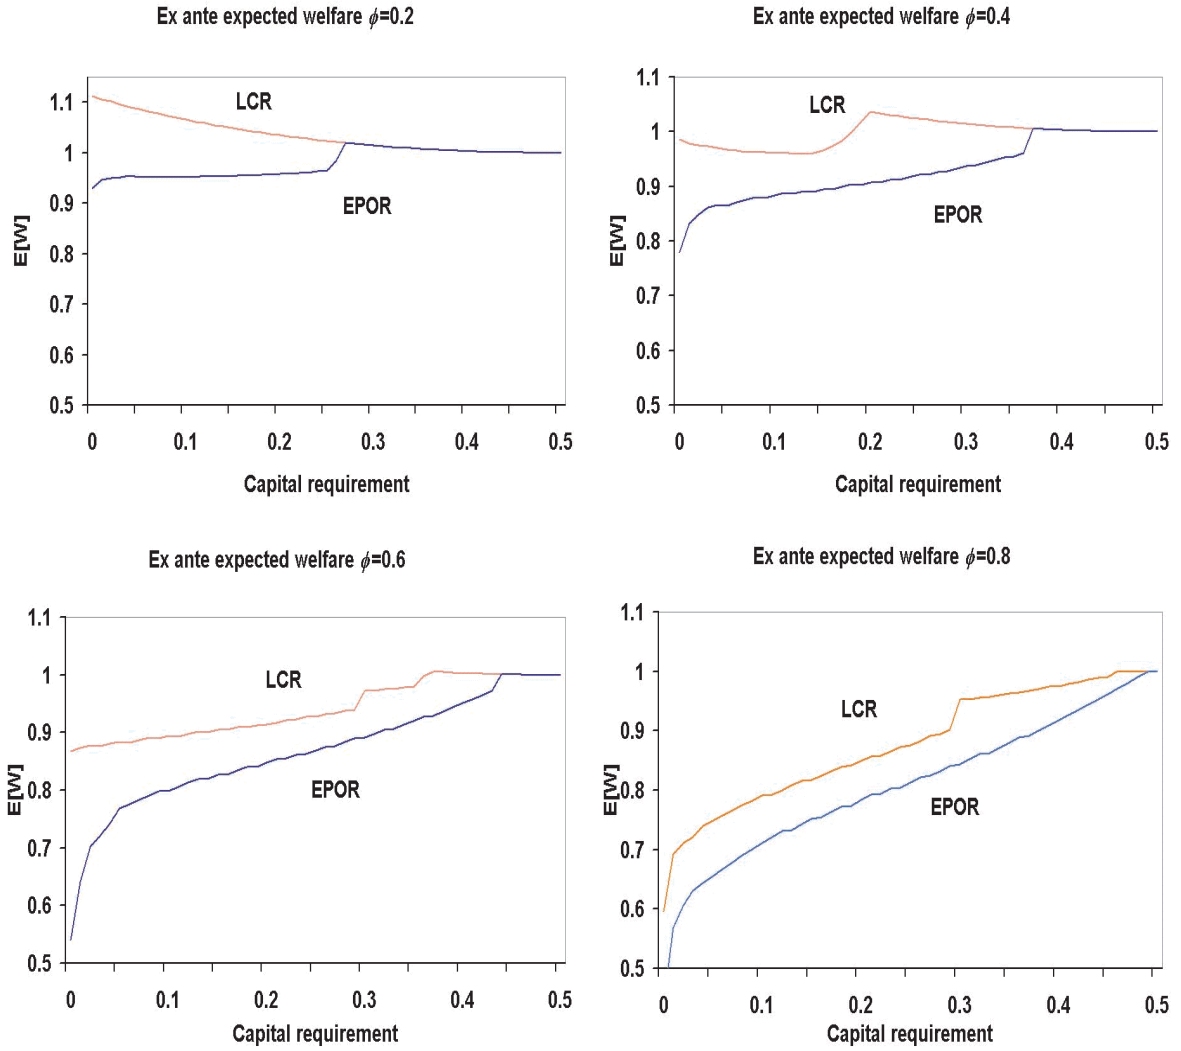 Ex ante expected welfare ϕ=0.2
1.1
1
0.9
0.8
0.7
0.6
0.5
E[W]
LCR
EPOR
0 0.1 0.2 0.3 0.4 0.5
Capital requirement
Ex ante expected welfare ϕ=0.4
1.1
1
0.9
0.8
0.7
0.6
0.5
E[W]
LCR
EPOR
0 0.1 0.2 0.3 0.4 0.5
Capital requirement
Ex ante expected welfare ϕ=0.6
1.1
1
0.9
0.8
0.7
0.6
0.5
E[W]
LCR
EPOR
0 0.1 0.2 0.3 0.4 0.5
Capital requirement
Ex ante expected welfare ϕ=0.8
1.1
1
0.9
0.8
0.7
0.6
0.5
E[W]
LCR
EPOR
0 0.1 0.2 0.3 0.4 0.5
Capital requirement